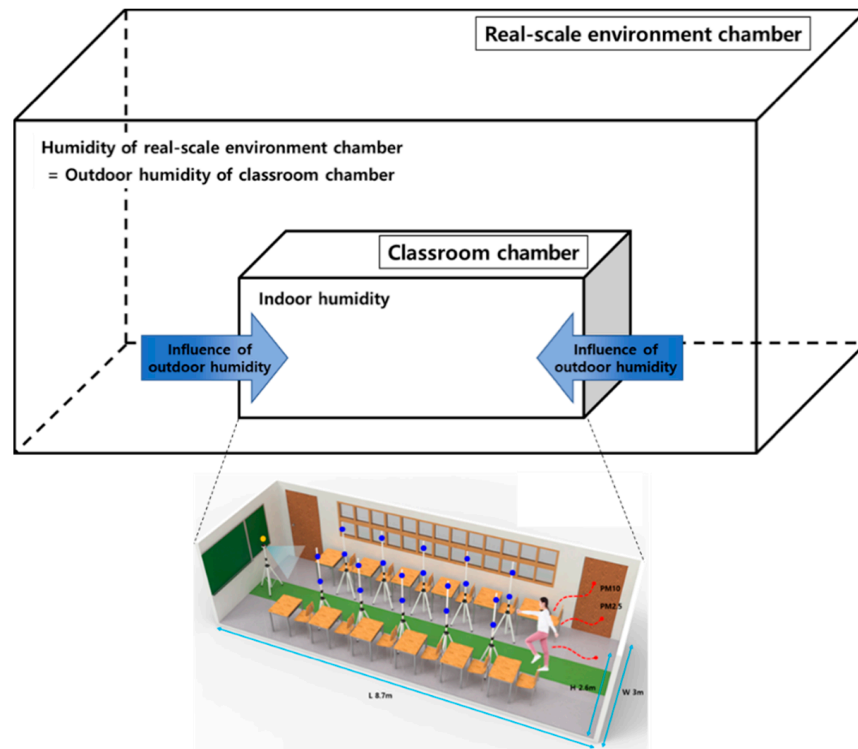 Real-scale environment chamber
Humidity of real-scale environment chamber
= Outdoor humidity of classroom chamber
Classroom chamber
Indoor humidity
Influence of
outdoor humidity
Influence of
outdoor humidity
PM10
PM2.5
H 2.6m
W 3m
L 8.7m